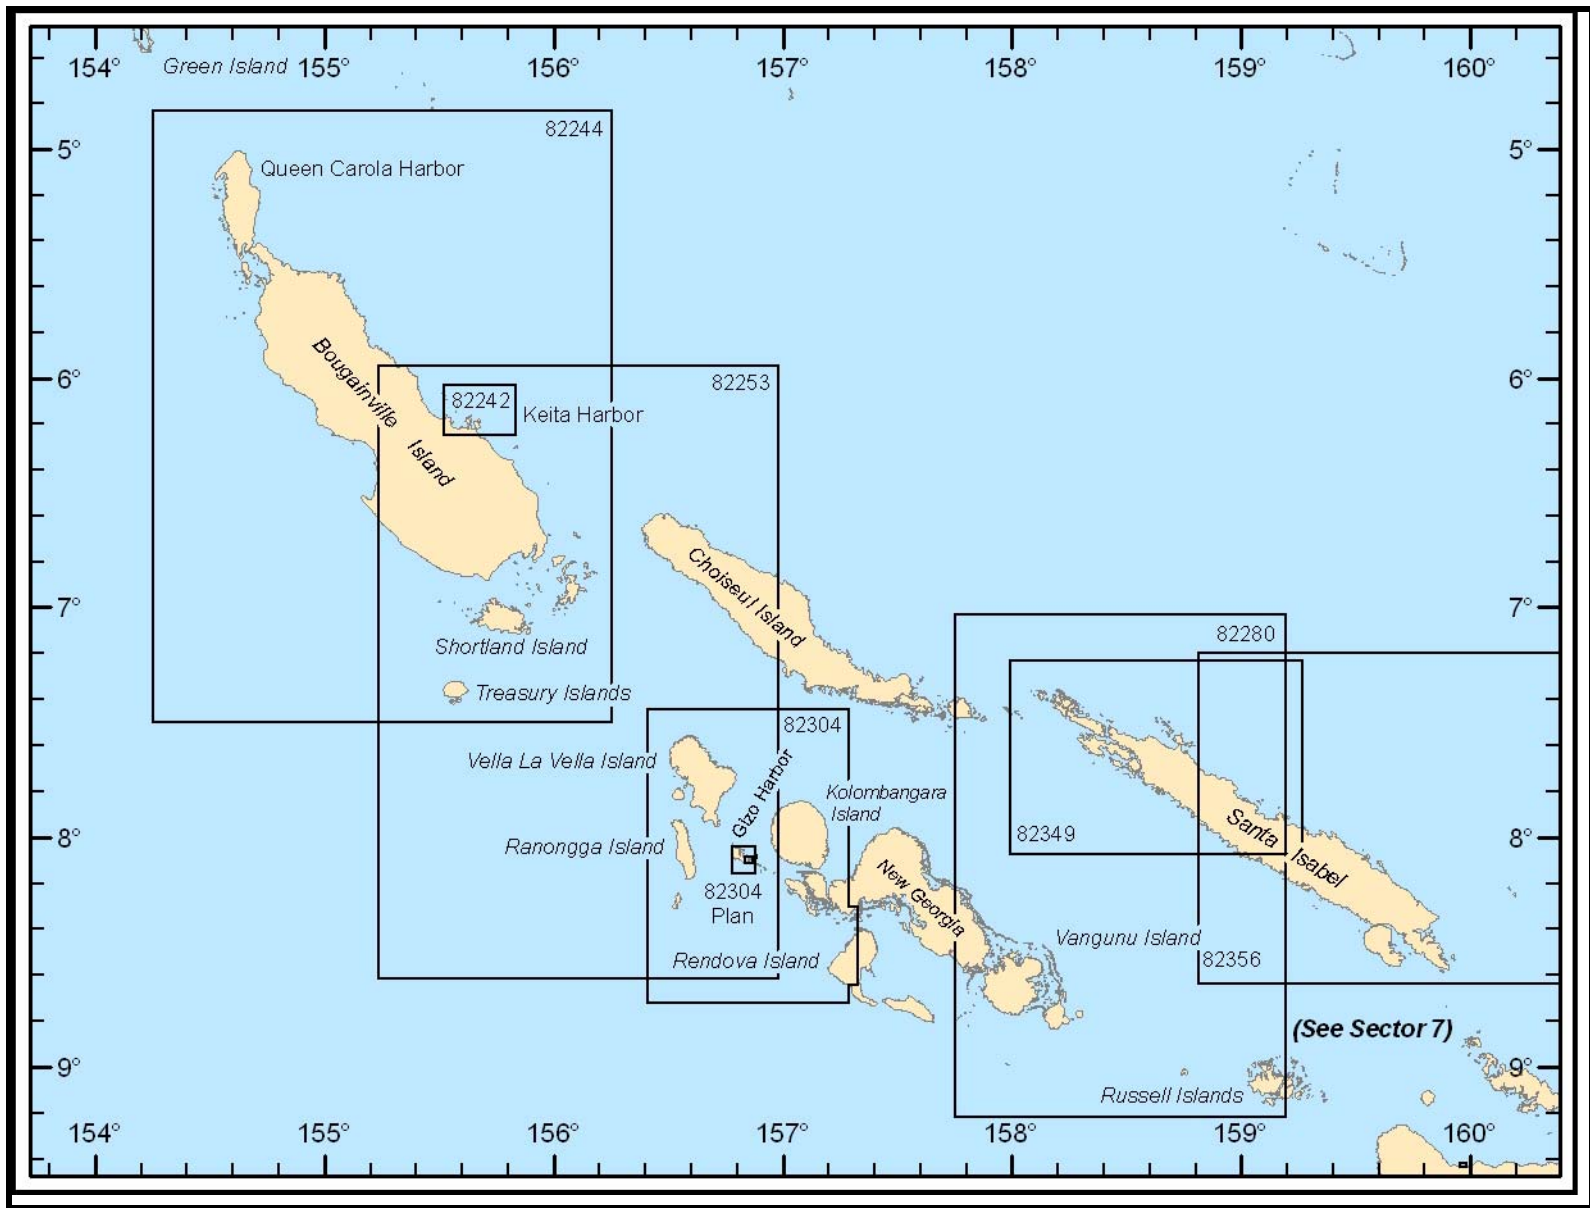 154°
Green Island
155°
156°
157°
158°
159°
160°
82244
5°
5°
Queen Carola Harbor
6°
82253
6°
82242
Keita Harbor
Bougainville Island
Choiseul Island
7°
7°
82280
Shortland Island
Treasury Islands
82304
Vella La Vella Island
Gizo Harbor
Kolombangara
Island
82349
8°
8°
Santa Isabel
Ranongga Island
82304
Plan
New Georgia
Vangunu Island
82356
Rendova Island
(See Sector 7)
9°
9°
Russell Islands
154°
155°
156°
157°
158°
159°
160°